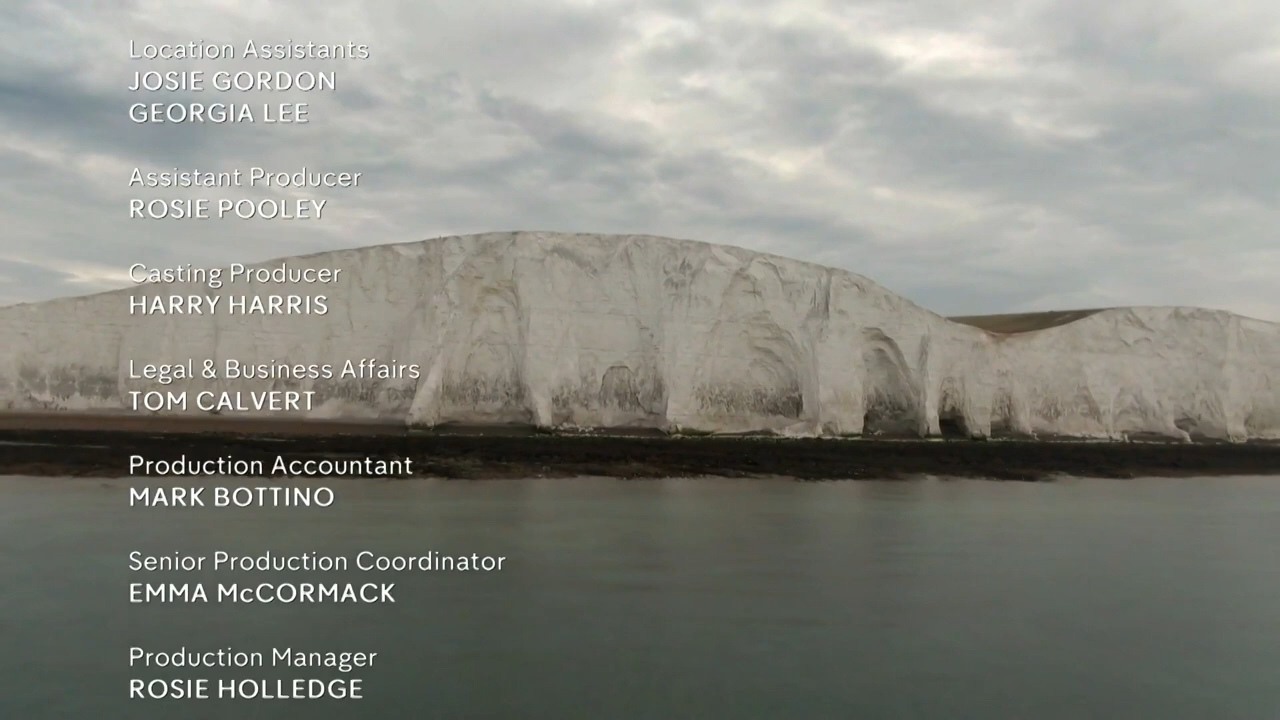 Location Assistants
JOSIE GORDON
GEORGIA LEE
Assistant Producer
ROSIE POOLEY
Casting Producer
HARRY HARRIS
Legal & Business Affairs
TOM CALVERT
Production Accountant
MARK BOTTINO
Senior Production Coordinator
EMMA McCORMACK
Production Manager
ROSIE HOLLEDGE